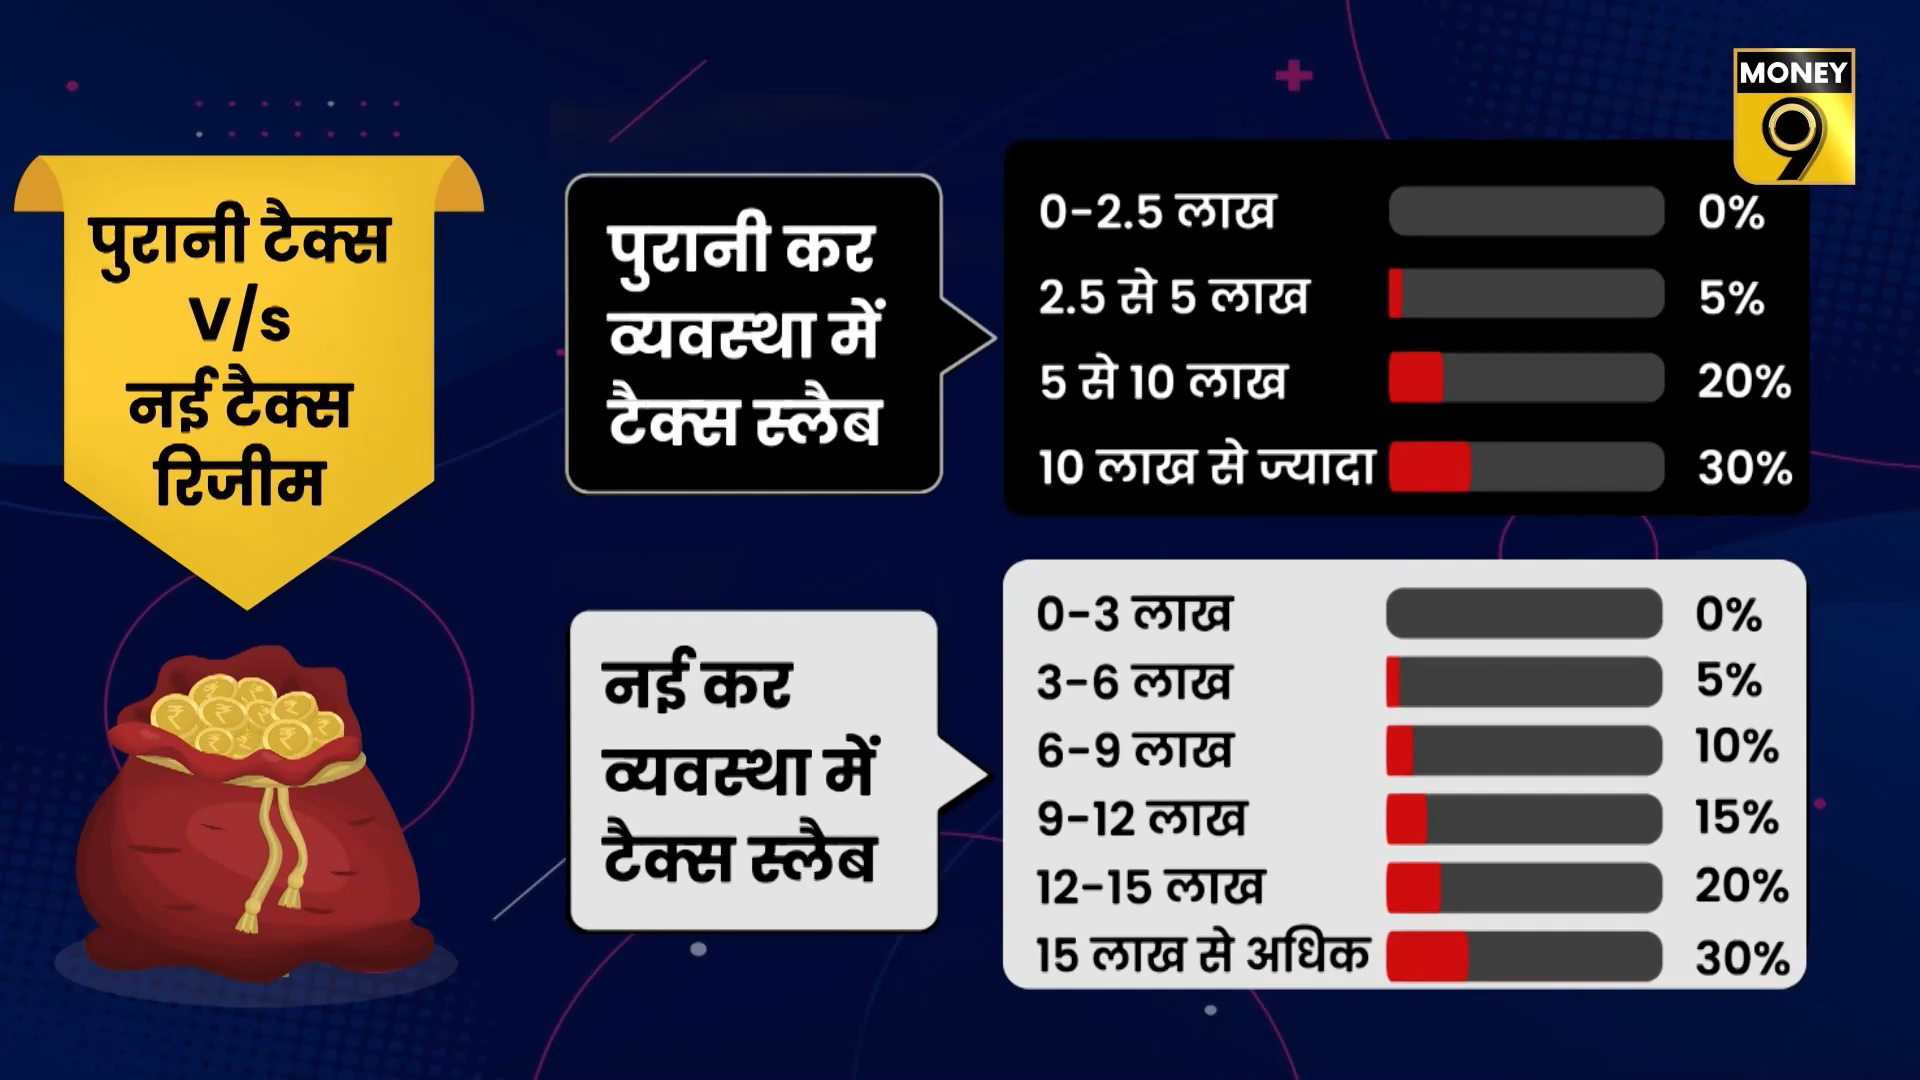 MONEY
9
पुरानी टैक्स
V/s
नई टैक्स
रिजीम
पुरानी कर
व्यवस्था में
टैक्स स्लैब
0-2.5 लाख 0%
2.5 से 5 लाख 5%
5 से 10 लाख 20%
10 लाख से ज्यादा 30%
नई कर
व्यवस्था में
टैक्स स्लैब
0-3 लाख 0%
3-6 लाख 5%
6-9 लाख 10%
9-12 लाख 15%
12-15 लाख 20%
15 लाख से अधिक 30%